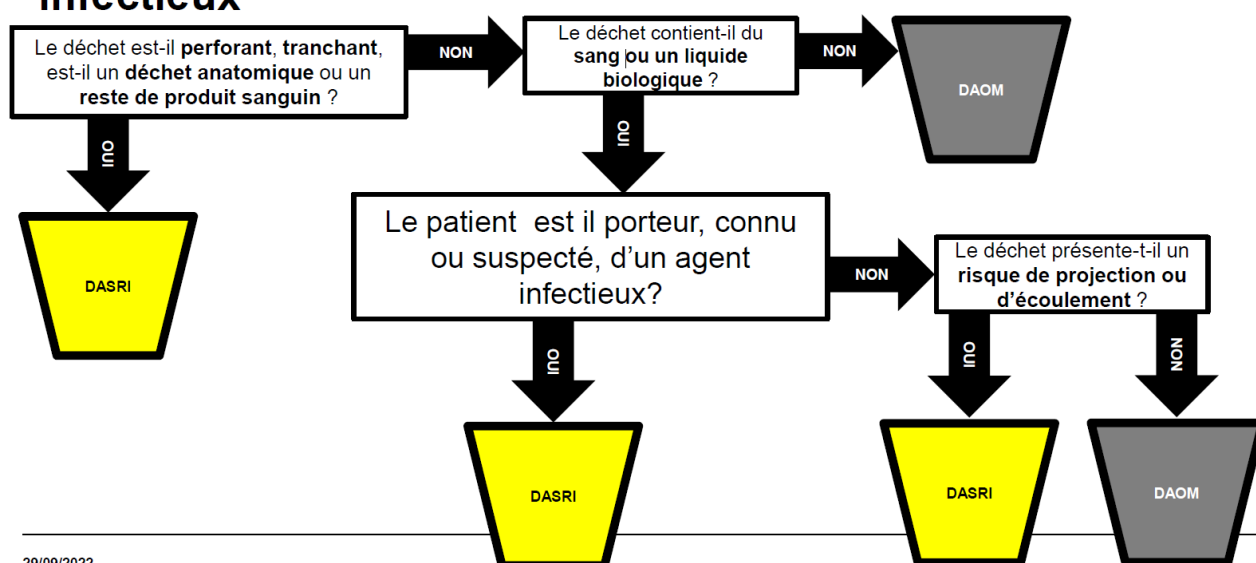 infectieux
Le déchet est-il perforant, tranchant,
est-il un déchet anatomique ou un
reste de produit sanguin ?
NON
Le déchet contient-il du
sang ou un liquide
biologique ?
NON
DAOM
OUI
OUI
DASRI
Le patient est il porteur, connu
ou suspecté, d'un agent
infectieux?
NON
Le déchet présente-t-il un
risque de projection ou
d'écoulement ?
OUI
OUI
NON
DASRI
DASRI
DAOM
29/09/2022